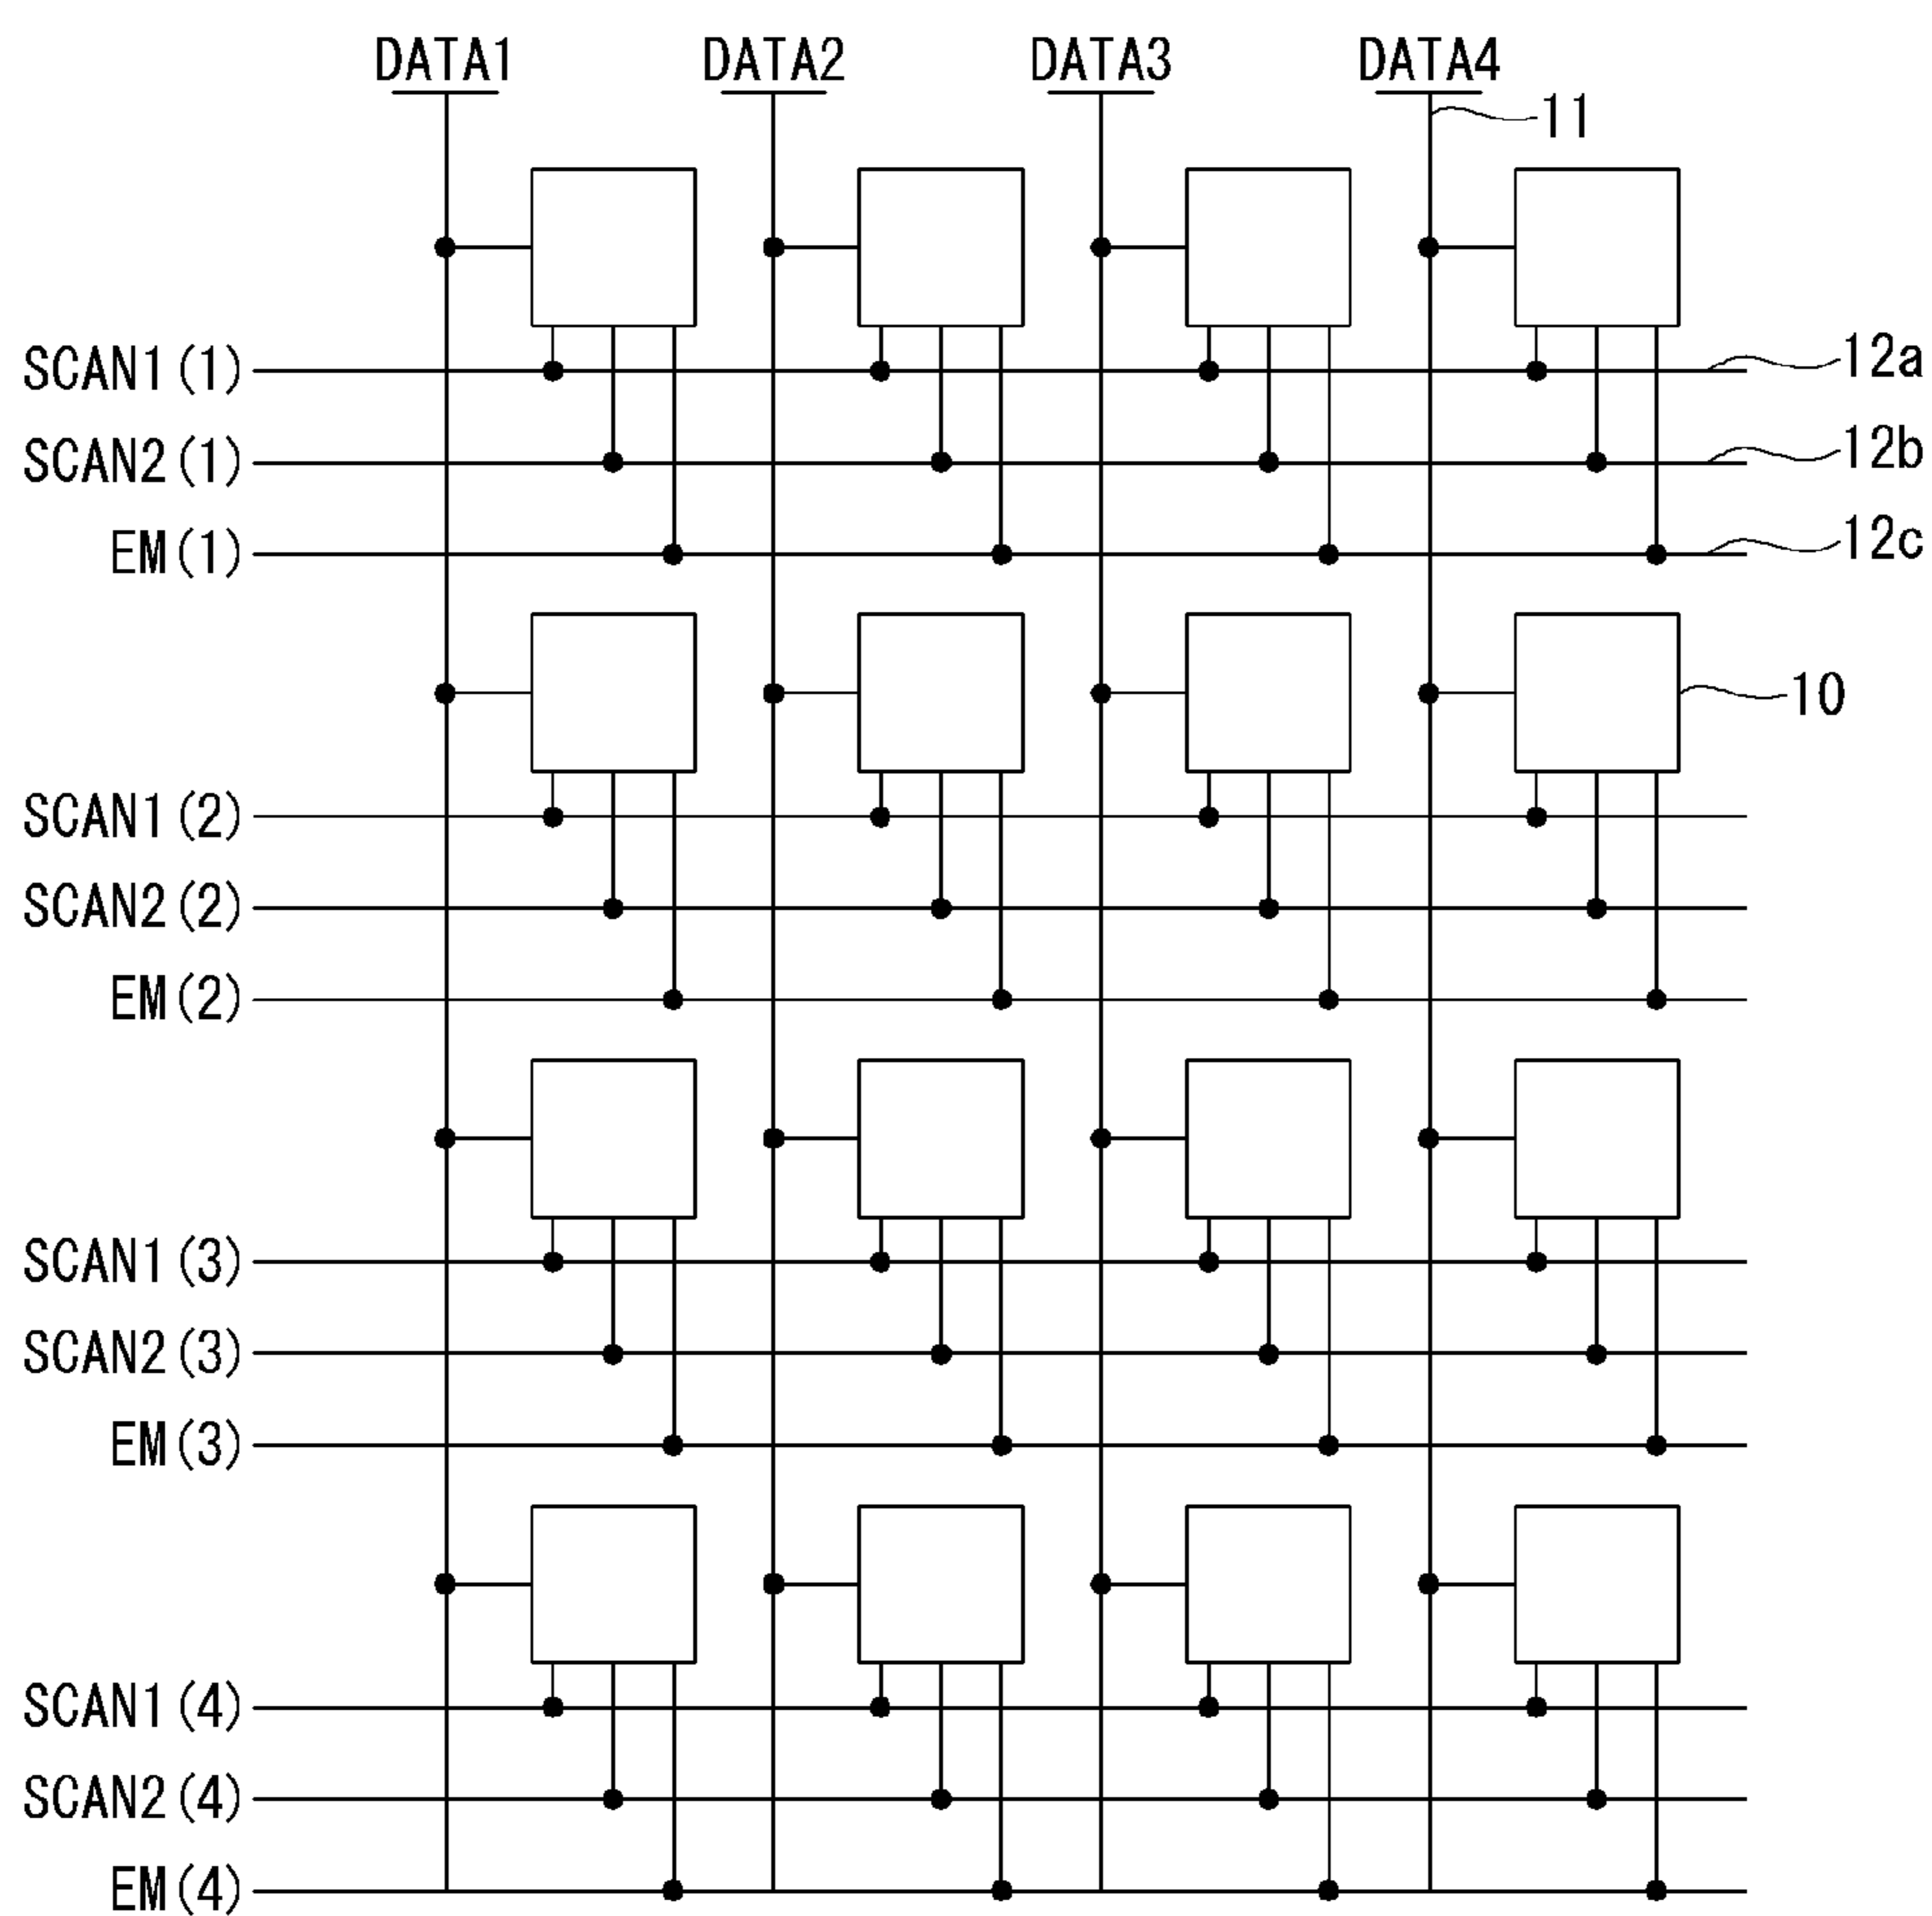 DATA1 DATA2 DATA3 DATA4
11
SCAN1(1) 12a
SCAN2(1) 12b
EM(1) 12c
10
SCAN1(2)
SCAN2(2)
EM(2)
SCAN1(3)
SCAN2(3)
EM(3)
SCAN1(4)
SCAN2(4)
EM(4)